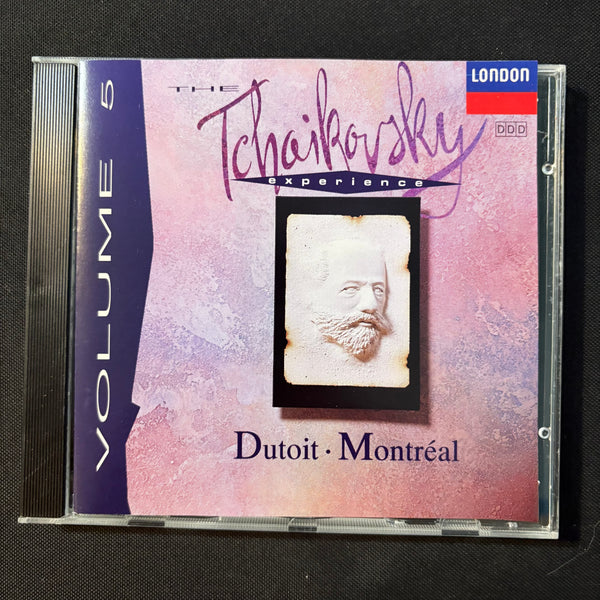 VOLUME 5
THE
Tchaikovsky
experience
LONDON
DDD
Dutoit · Montréal